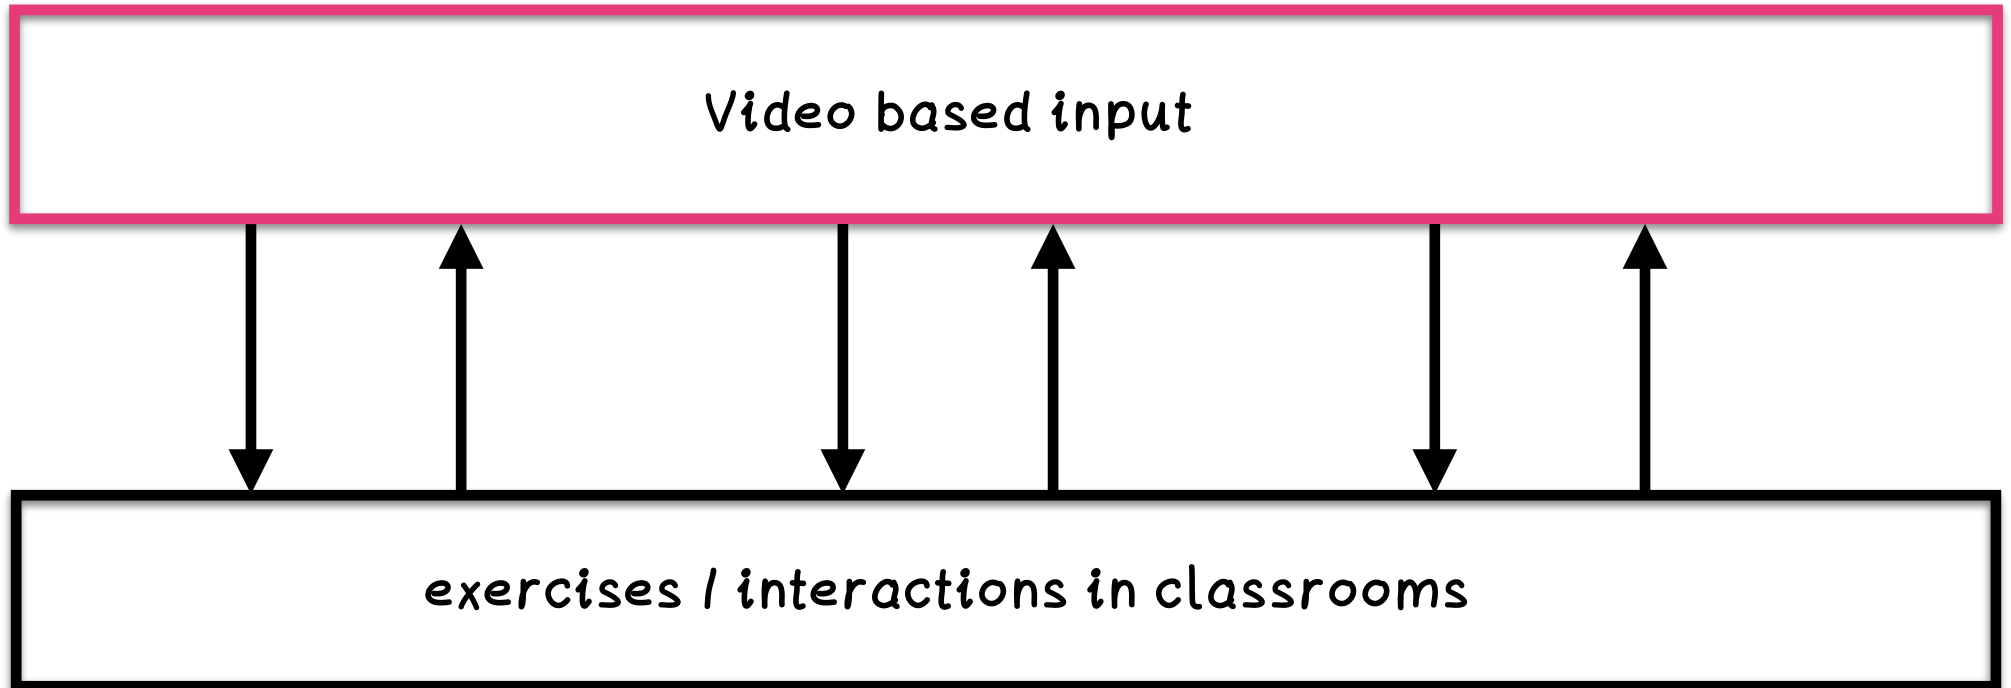 Video based input
exercises / interactions in classrooms